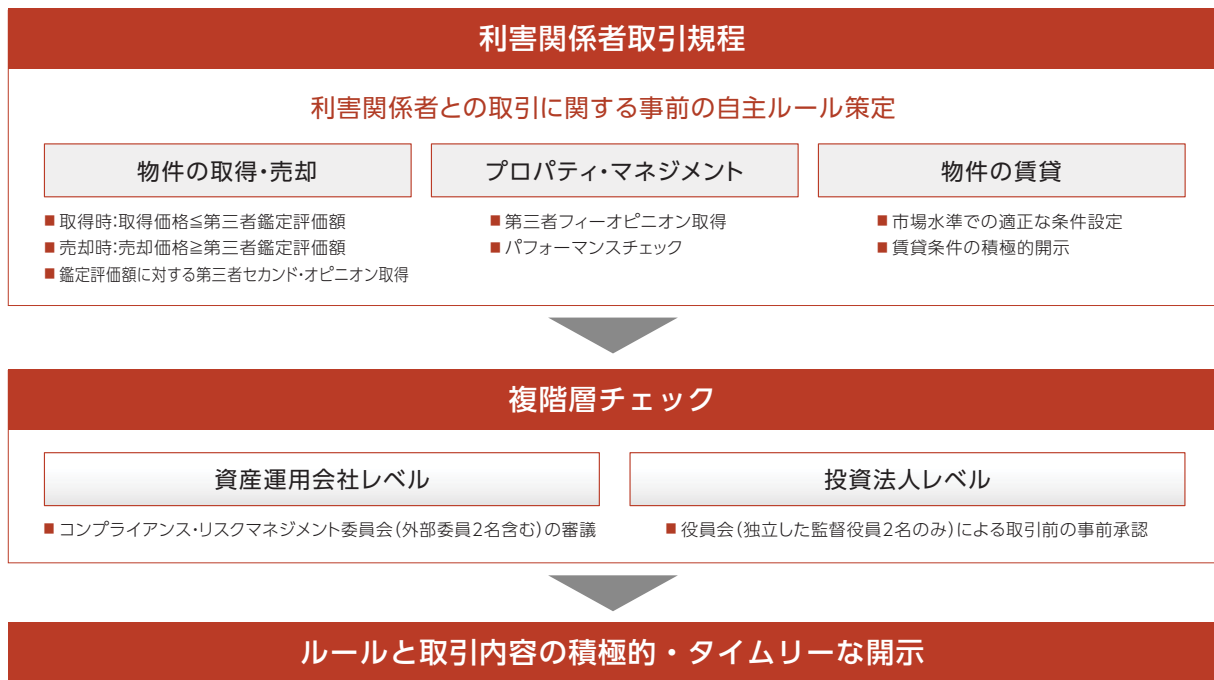 利害関係者取引規程
利害関係者との取引に関する事前の自主ルール策定
物件の取得・売却
■取得時:取得価格≦第三者鑑定評価額
■売却時:売却価格≧第三者鑑定評価額
■鑑定評価額に対する第三者セカンド・オピニオン取得
プロパティ・マネジメント
■第三者フィーオピニオン取得
■パフォーマンスチェック
物件の賃貸
■市場水準での適正な条件設定
■賃貸条件の積極的開示
複階層チェック
資産運用会社レベル
■コンプライアンス・リスクマネジメント委員会(外部委員2名含む)の審議
投資法人レベル
■役員会(独立した監督役員2名のみ)による取引前の事前承認
ルールと取引内容の積極的・タイムリーな開示